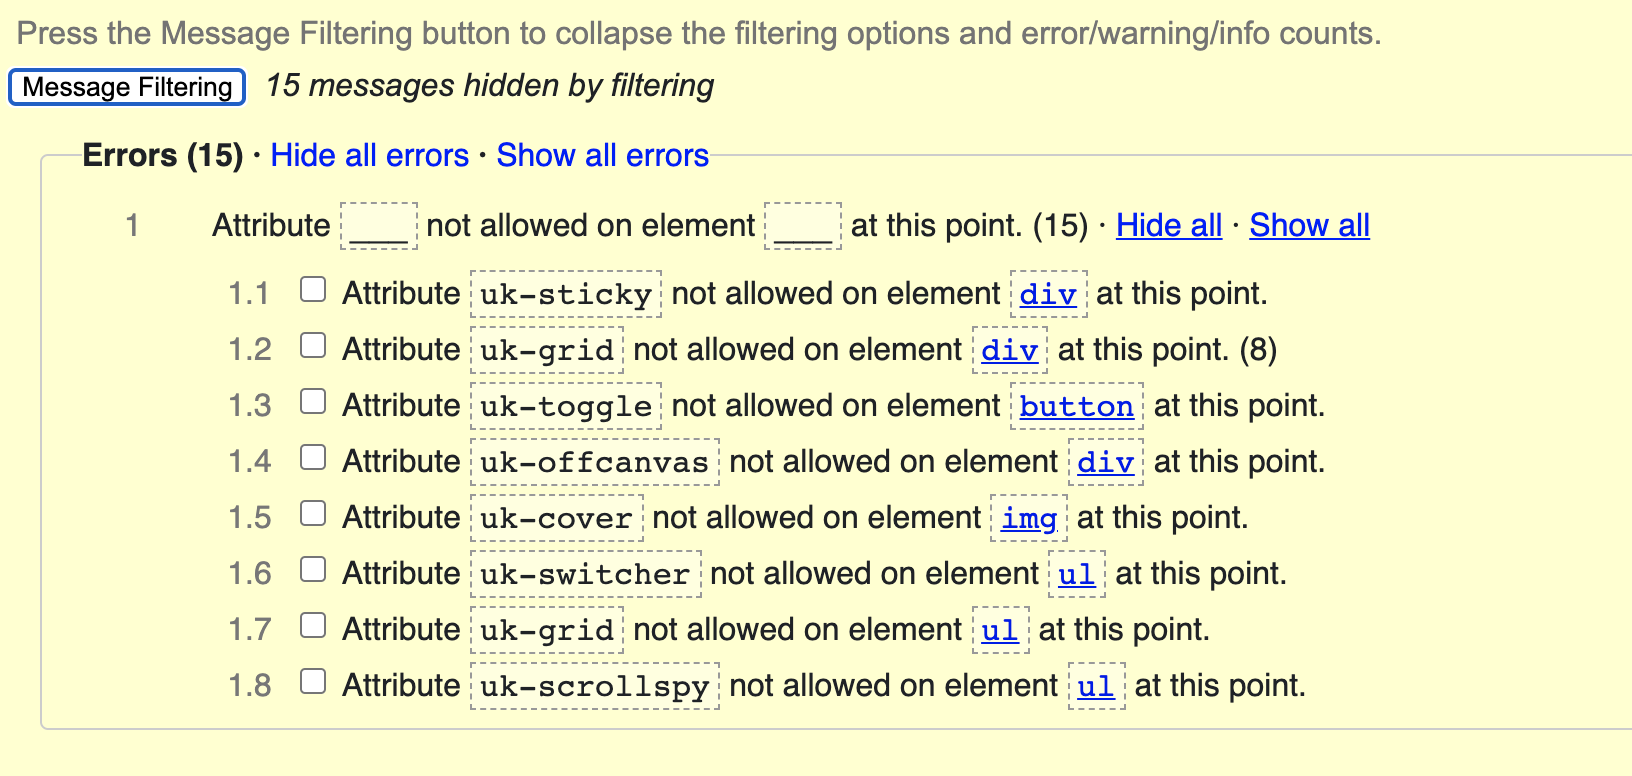 Press the Message Filtering button to collapse the filtering options and error/warning/info counts.
Message Filtering 15 messages hidden by filtering
Errors (15) · Hide all errors · Show all errors
1 Attribute ___ not allowed on element ___ at this point. (15) · Hide all · Show all
1.1 Attribute uk-sticky not allowed on element div at this point.
1.2 Attribute uk-grid not allowed on element div at this point. (8)
1.3 Attribute uk-toggle not allowed on element button at this point.
1.4 Attribute uk-offcanvas not allowed on element div at this point.
1.5 Attribute uk-cover not allowed on element img at this point.
1.6 Attribute uk-switcher not allowed on element ul at this point.
1.7 Attribute uk-grid not allowed on element ul at this point.
1.8 Attribute uk-scrollspy not allowed on element ul at this point.